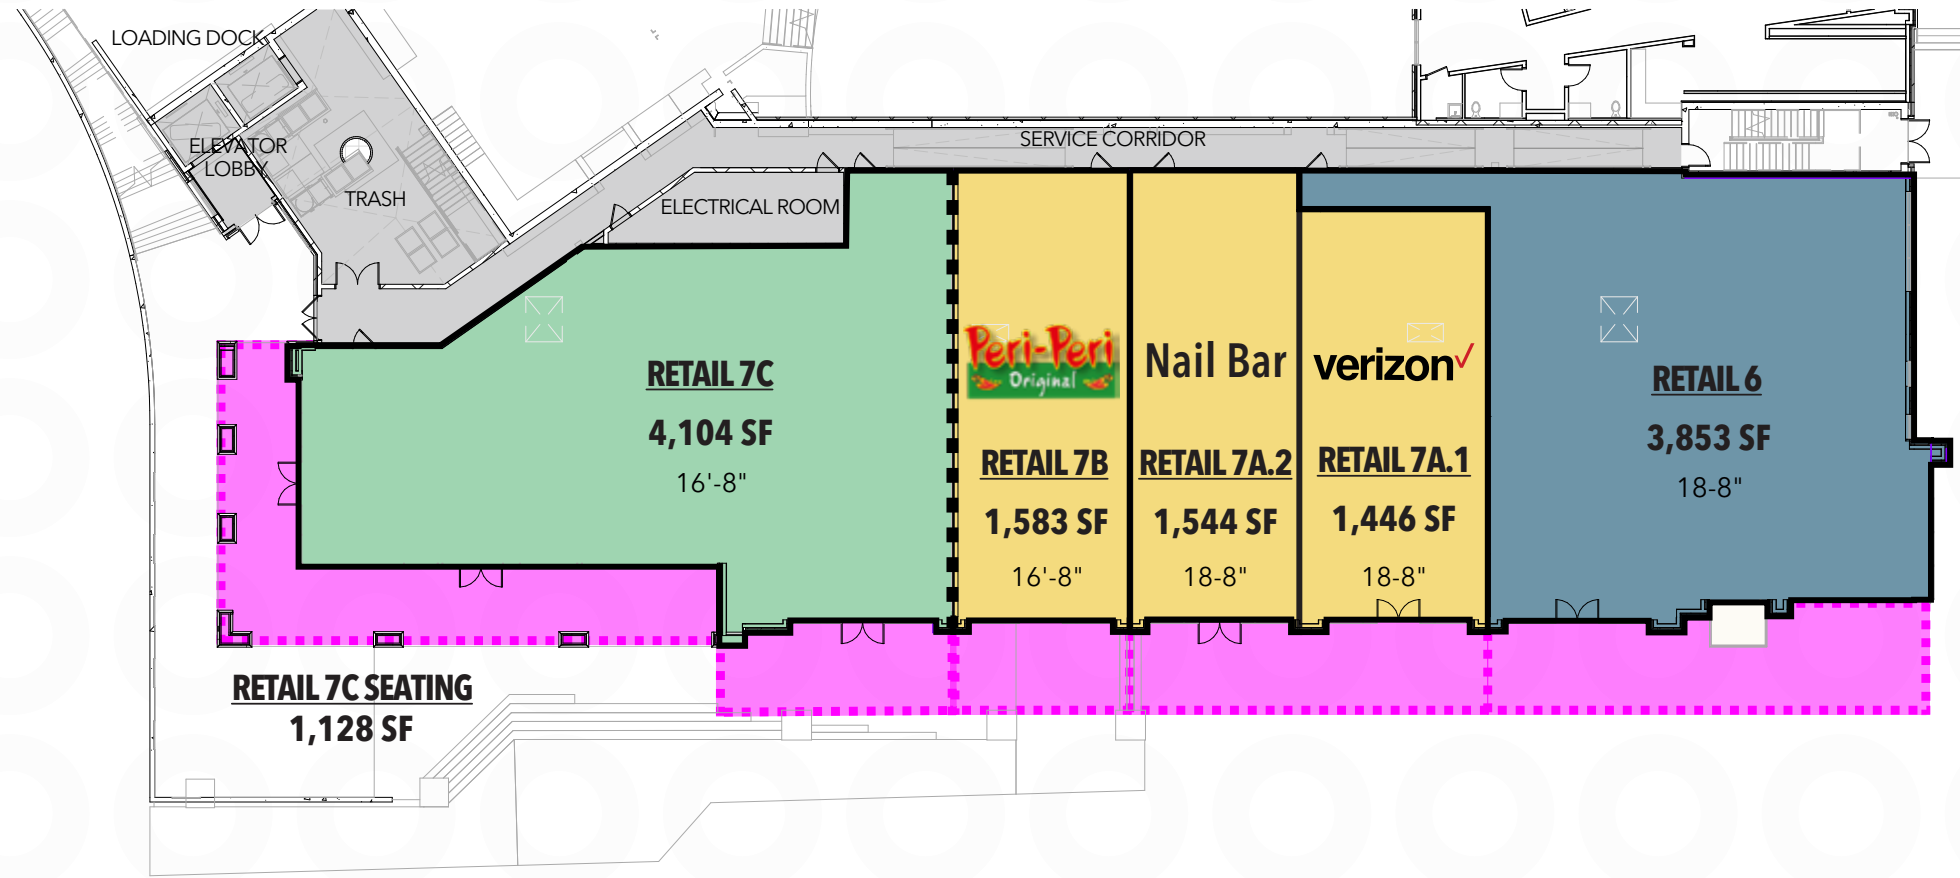 LOADING DOCK
ELEVATOR
LOBBY
TRASH
SERVICE CORRIDOR
ELECTRICAL ROOM
RETAIL 7C
4,104 SF
16'-8"
Peri-Peri
Original
RETAIL 7B
1,583 SF
16'-8"
Nail Bar
RETAIL 7A.2
1,544 SF
18-8"
verizon
RETAIL 7A.1
1,446 SF
18-8"
RETAIL 6
3,853 SF
18-8"
RETAIL 7C SEATING
1,128 SF